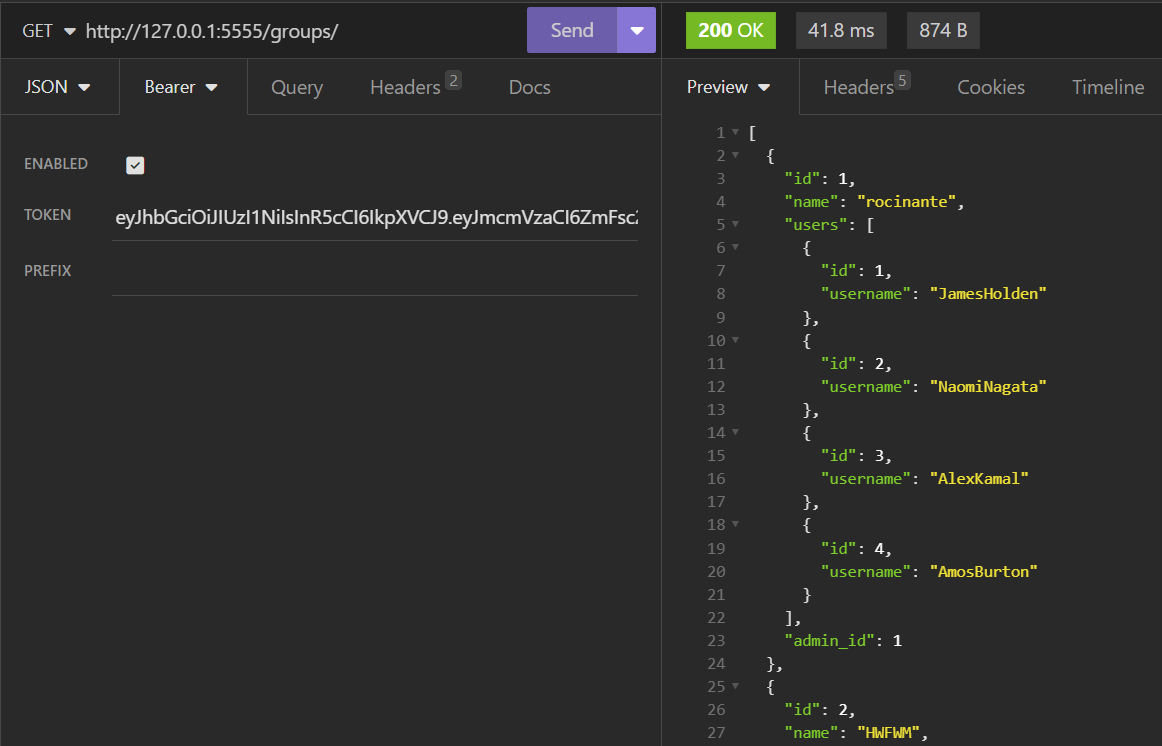 GET http://127.0.0.1:5555/groups/ Send 200 OK 41.8 ms 874 B
JSON Bearer Query Headers 2 Docs Preview Headers 5 Cookies Timeline
ENABLED
TOKEN eyJhbGciOiJIUzI1NiIsInR5cCI6IkpXVCJ9.eyJmcmVzaCI6ZmFsc2
PREFIX
1 [
2 {
3 "id": 1,
4 "name": "rocinante",
5 "users": [
6 {
7 "id": 1,
8 "username": "JamesHolden"
9 },
10 {
11 "id": 2,
12 "username": "NaomiNagata"
13 },
14 {
15 "id": 3,
16 "username": "AlexKamal"
17 },
18 {
19 "id": 4,
20 "username": "AmosBurton"
21 }
22 ],
23 "admin_id": 1
24 },
25 {
26 "id": 2,
27 "name": "HWFWM",